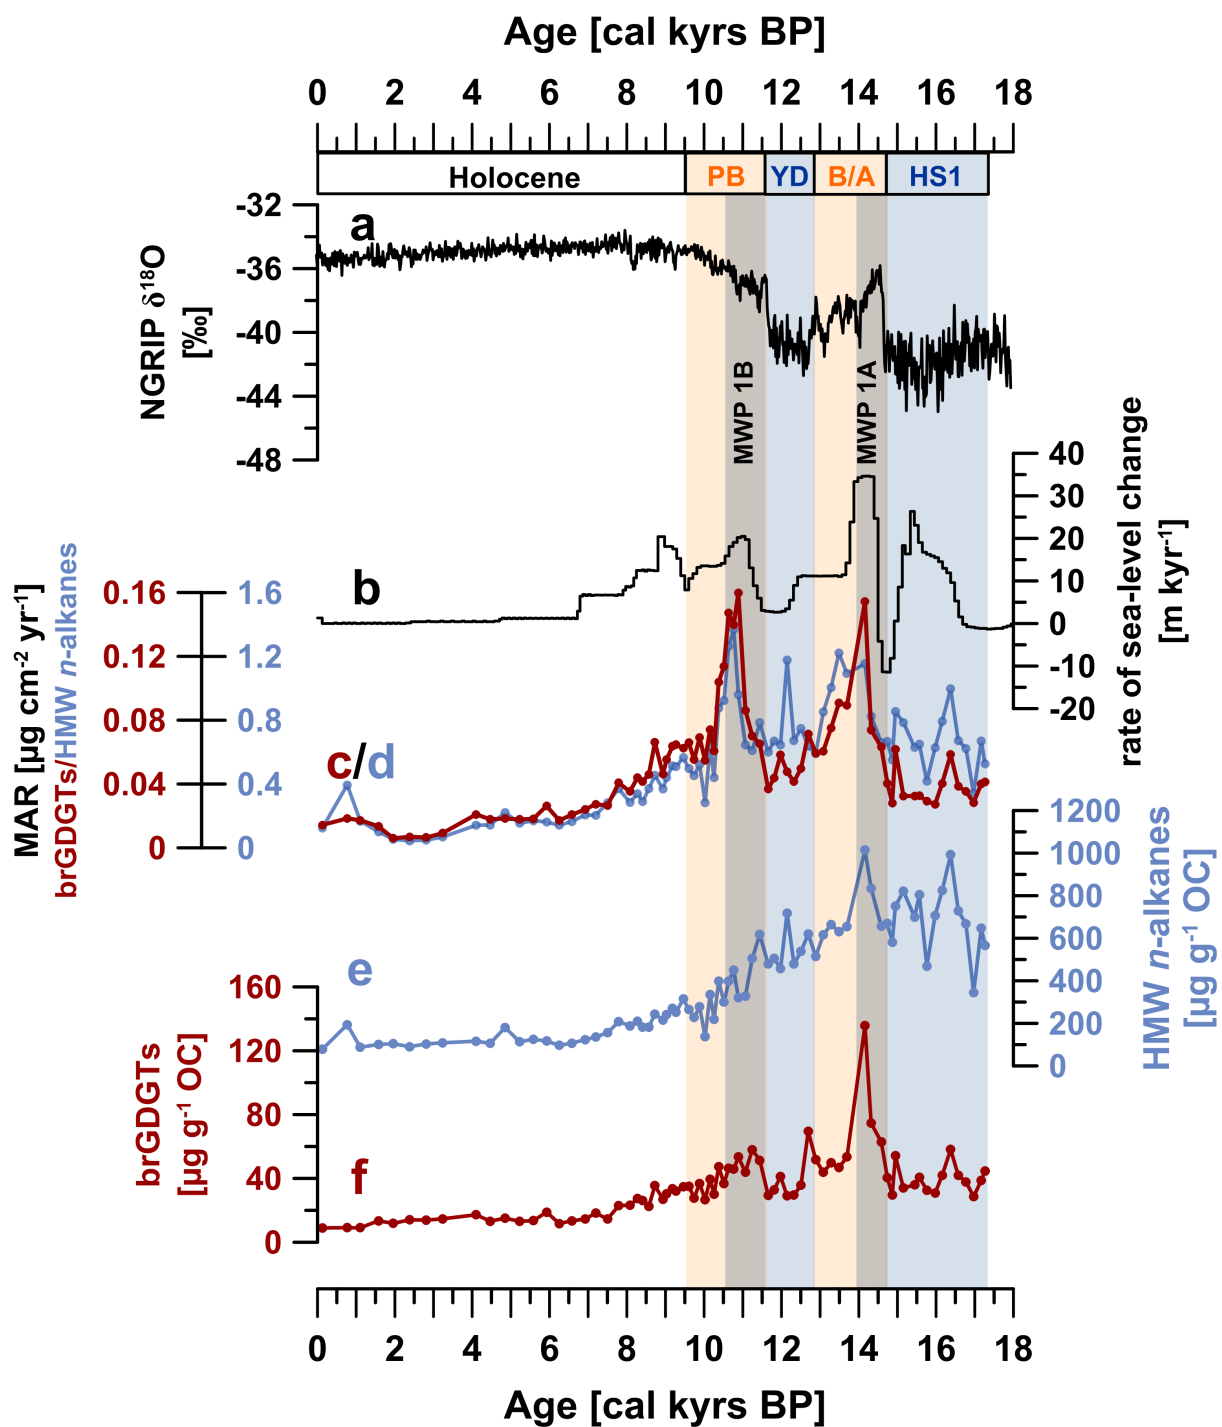 Age [cal kyrs BP]
0 2 4 6 8 10 12 14 16 18
Holocene PB YD B/A HS1
a
NGRIP δ¹⁸O
[‰]
-32
-36
-40
-44
-48
MWP 1B
MWP 1A
b
rate of sea-level change
[m kyr⁻¹]
40
30
20
10
0
-10
-20
MAR [µg cm⁻² yr⁻¹]
brGDGTs/HMW n-alkanes
0.16 1.6
0.12 1.2
0.08 0.8
0.04 0.4
0 0
c/d
e
HMW n-alkanes
[µg g⁻¹ OC]
1200
1000
800
600
400
200
0
brGDGTs
[µg g⁻¹ OC]
160
120
80
40
0
f
0 2 4 6 8 10 12 14 16 18
Age [cal kyrs BP]